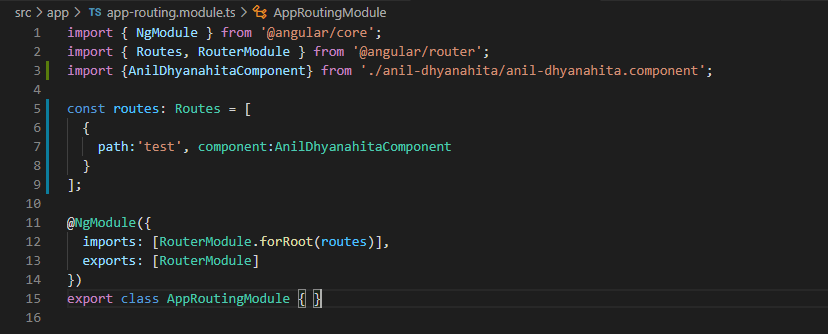 src > app > TS app-routing.module.ts > AppRoutingModule
1 import { NgModule } from '@angular/core';
2 import { Routes, RouterModule } from '@angular/router';
3 import {AnilDhyanahitaComponent} from './anil-dhyanahita/anil-dhyanahita.component';
4
5 const routes: Routes = [
6 {
7 path:'test', component:AnilDhyanahitaComponent
8 }
9 ];
10
11 @NgModule({
12 imports: [RouterModule.forRoot(routes)],
13 exports: [RouterModule]
14 })
15 export class AppRoutingModule { }
16